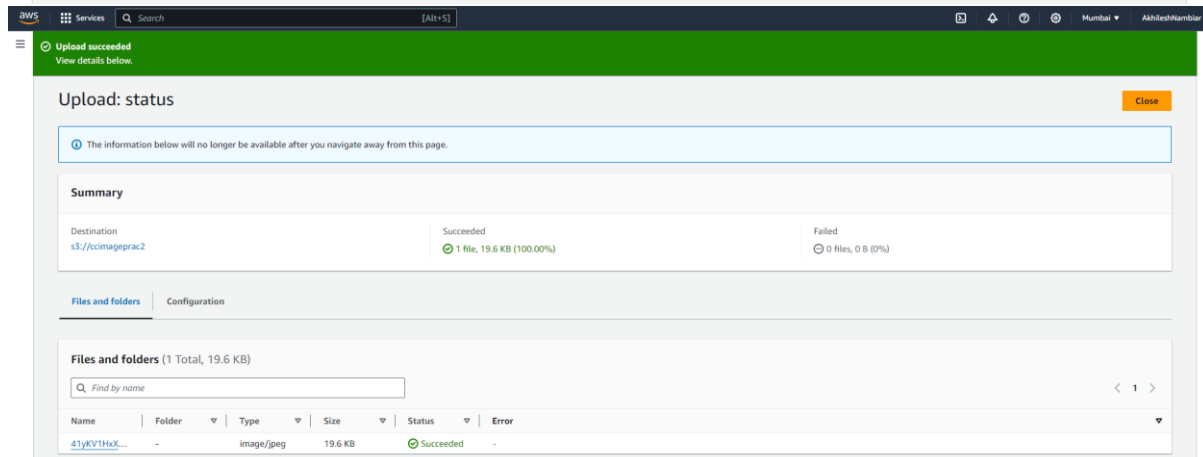 aws Services Search [Alt+S] Mumbai AkhileshNambiar
Upload succeeded
View details below.
Upload: status Close
The information below will no longer be available after you navigate away from this page.
Summary
Destination Succeeded Failed
s3://ccimageprac2 1 file, 19.6 KB (100.00%) 0 files, 0 B (0%)
Files and folders Configuration
Files and folders (1 Total, 19.6 KB)
Find by name 1
Name Folder Type Size Status Error
41yKV1HxX... - image/jpeg 19.6 KB Succeeded -